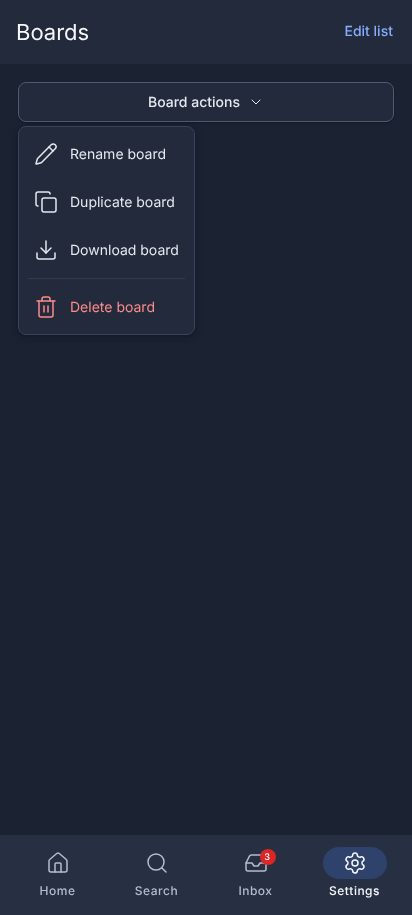 Boards
Edit list
Board actions
Rename board
Duplicate board
Download board
Delete board
3
Home
Search
Inbox
Settings